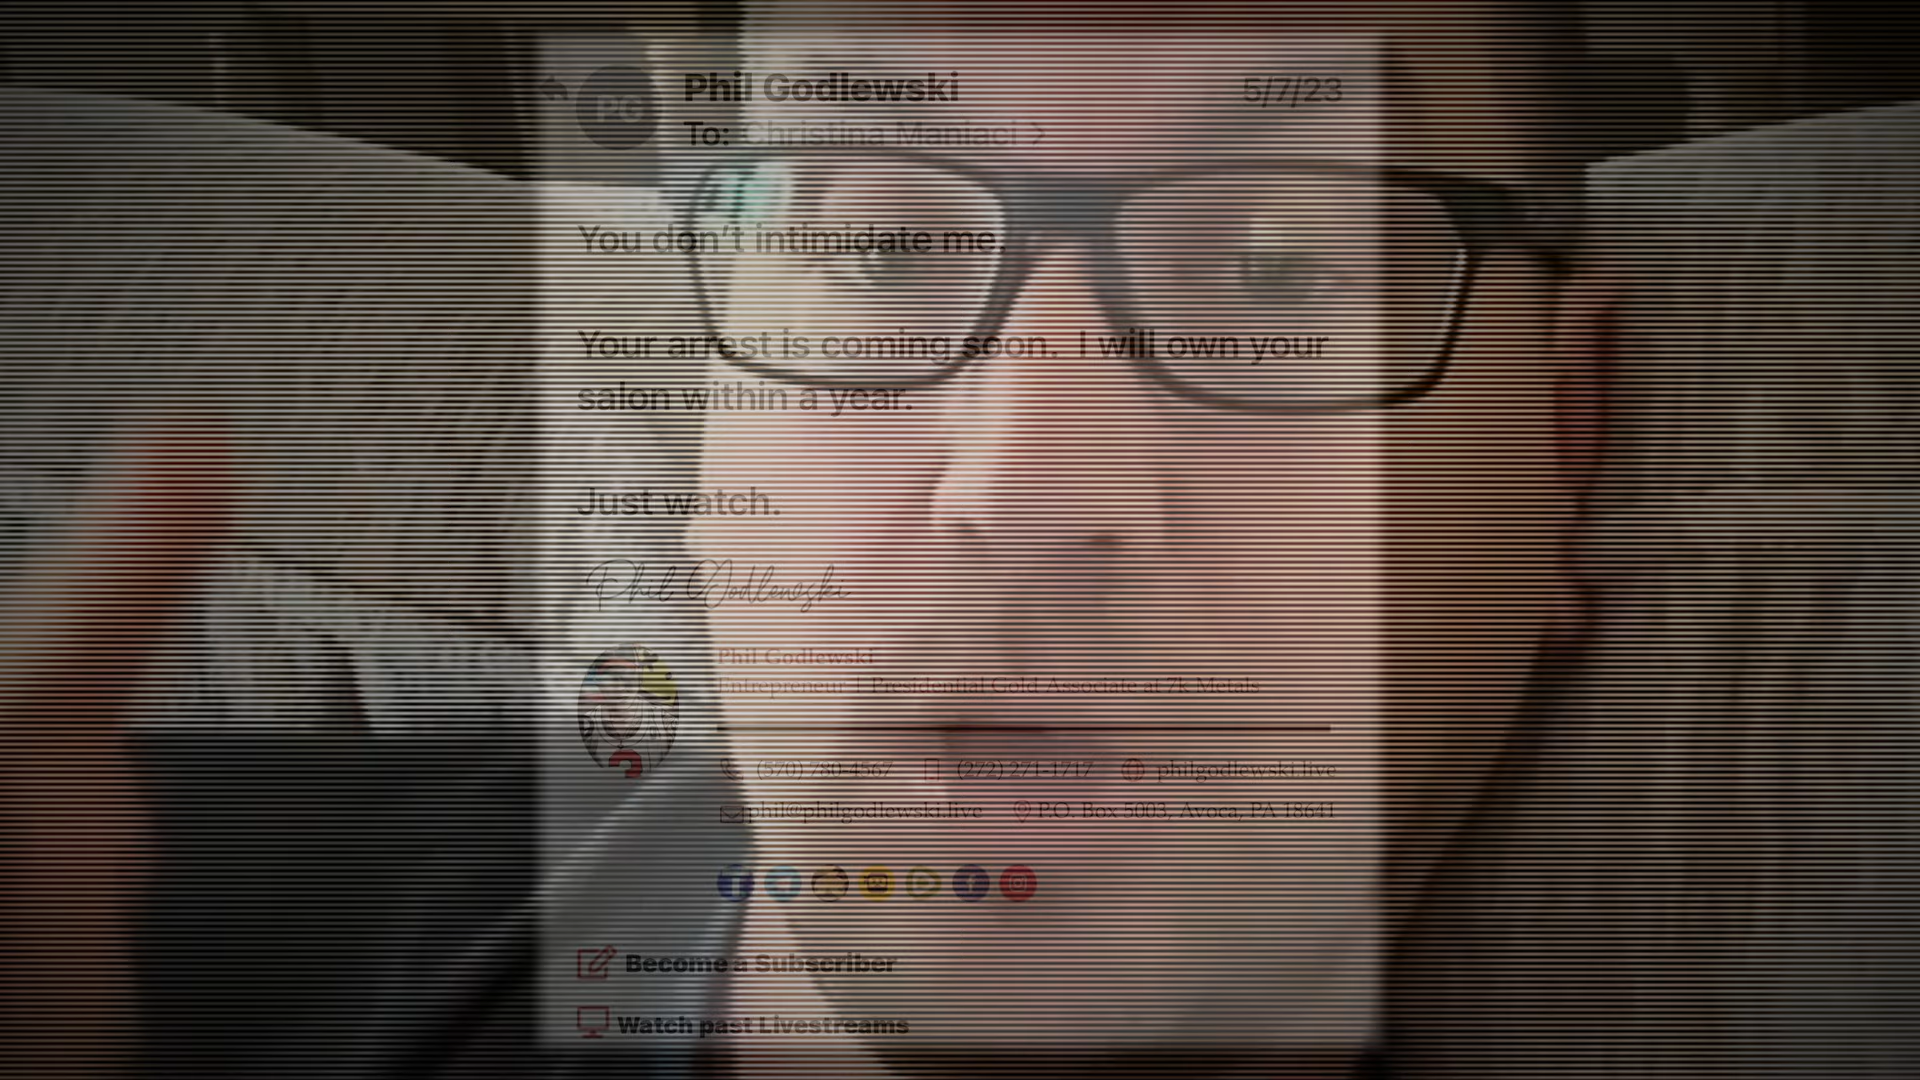 PG
Phil Godlewski
5/7/23
To: Christina Maniaci
You don't intimidate me.
Your arrest is coming soon. I will own your
salon within a year.
Just watch.
Phil Godlewski
Phil Godlewski
Entrepreneur | Presidential Gold Associate at 7k Metals
(570) 780-4567 (272) 271-1717 philgodlewski.live
phil@philgodlewski.live P.O. Box 5003, Avoca, PA 18641
Become a Subscriber
Watch past Livestreams